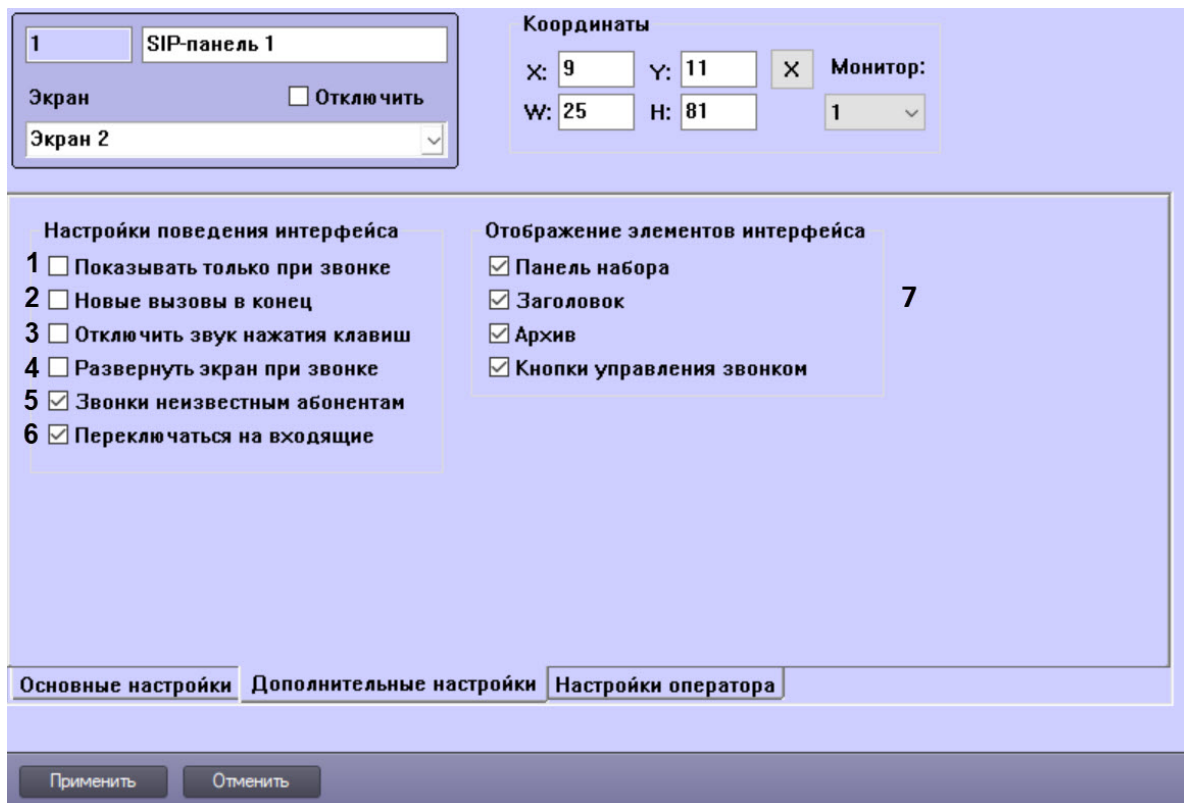 1 SIP-панель 1
Экран Отключить
Экран 2
Координаты
X: 9 Y: 11 X Монитор:
W: 25 H: 81 1
Настройки поведения интерфейса
1 Показывать только при звонке
2 Новые вызовы в конец
3 Отключить звук нажатия клавиш
4 Развернуть экран при звонке
5 Звонки неизвестным абонентам
6 Переключаться на входящие
Отображение элементов интерфейса
Панель набора
Заголовок 7
Архив
Кнопки управления звонком
Основные настройки Дополнительные настройки Настройки оператора
Применить Отменить